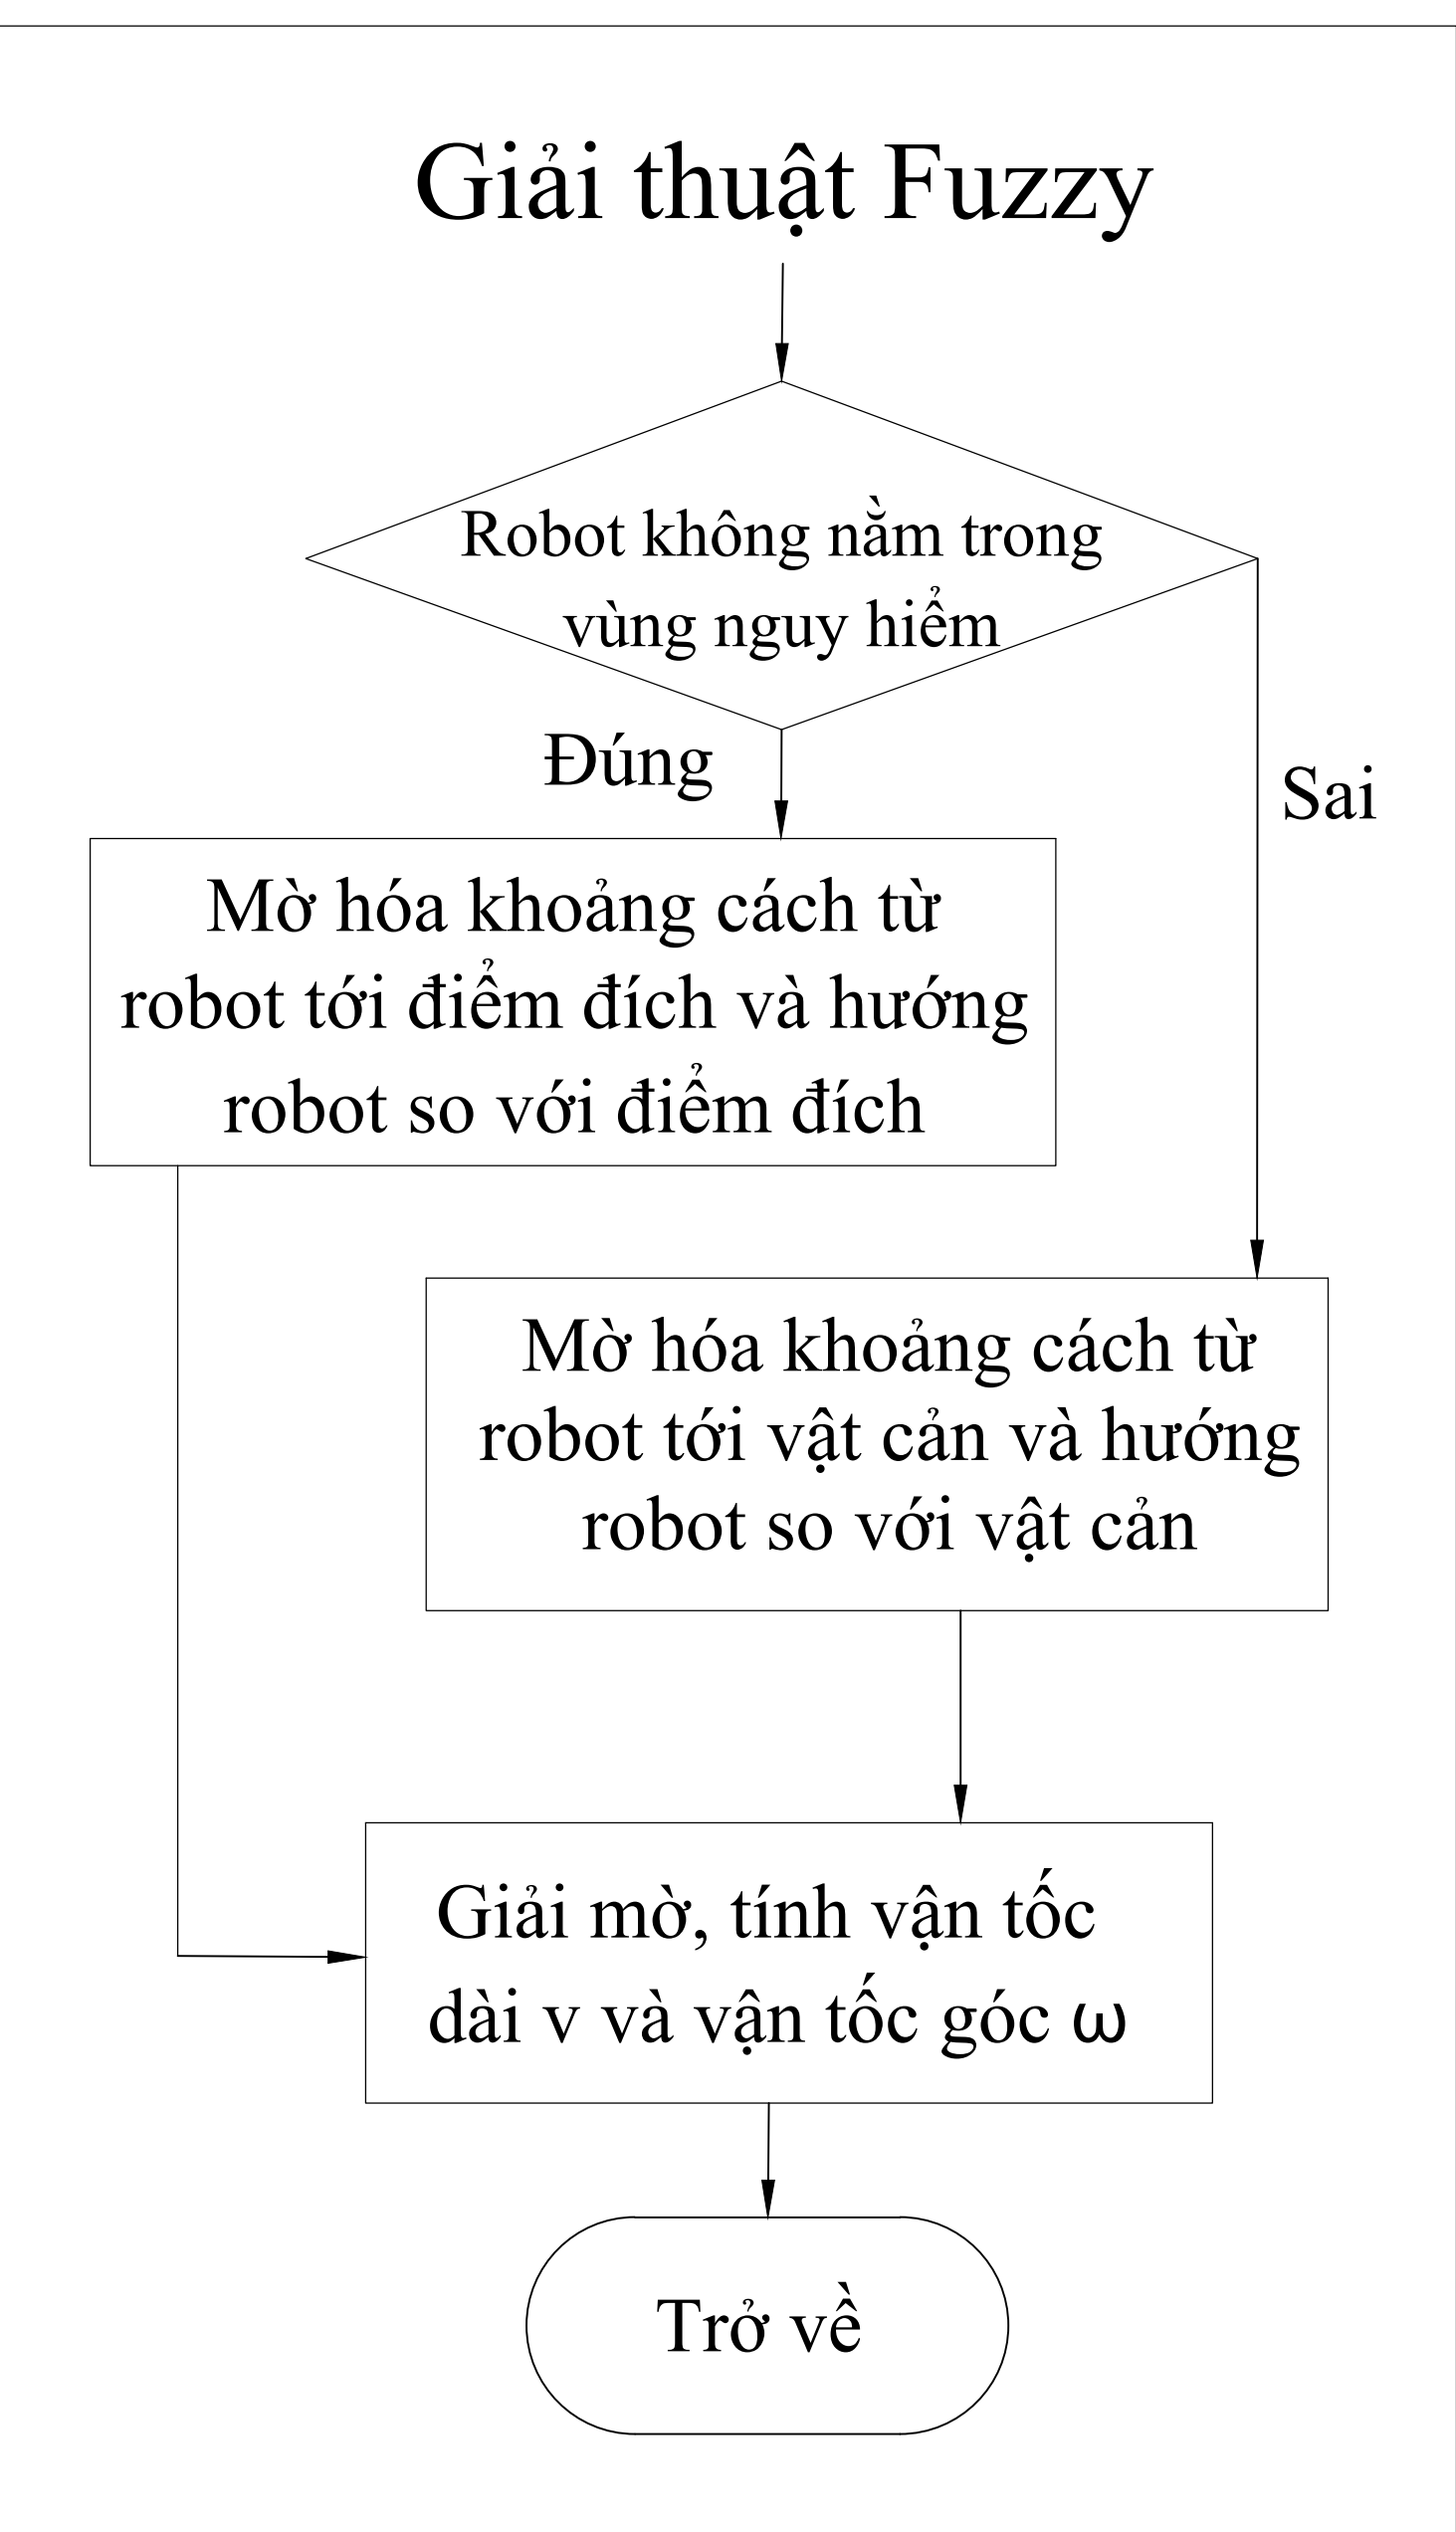 Giải thuật Fuzzy
Robot không nằm trong
vùng nguy hiểm
Đúng
Sai
Mờ hóa khoảng cách từ
robot tới điểm đích và hướng
robot so với điểm đích
Mờ hóa khoảng cách từ
robot tới vật cản và hướng
robot so với vật cản
Giải mờ, tính vận tốc
dài v và vận tốc góc ω
Trở về